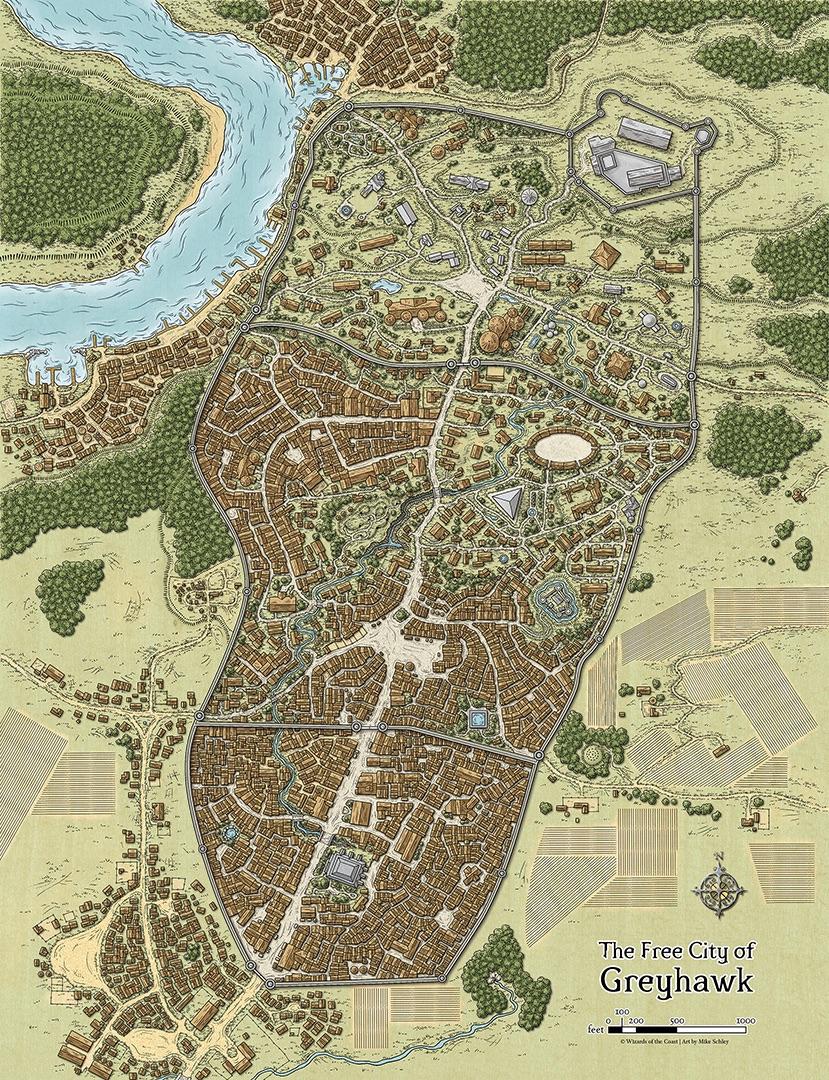 N
The Free City of
Greyhawk
100
0 200 500 1000
feet
© Wizards of the Coast | Art by Mike Schley